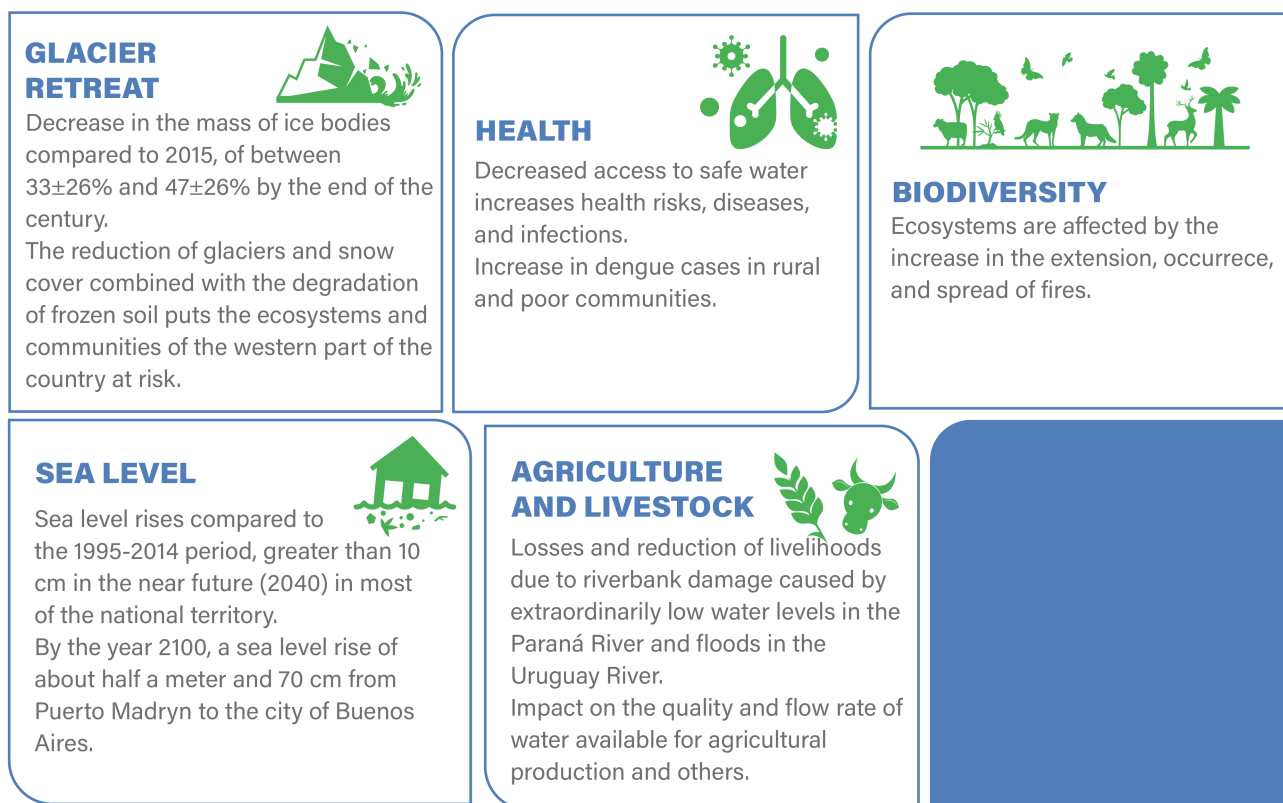 GLACIER
RETREAT
Decrease in the mass of ice bodies
compared to 2015, of between
33±26% and 47±26% by the end of the
century.
The reduction of glaciers and snow
cover combined with the degradation
of frozen soil puts the ecosystems and
communities of the western part of the
country at risk.
HEALTH
Decreased access to safe water
increases health risks, diseases,
and infections.
Increase in dengue cases in rural
and poor communities.
BIODIVERSITY
Ecosystems are affected by the
increase in the extension, occurrece,
and spread of fires.
SEA LEVEL
Sea level rises compared to
the 1995-2014 period, greater than 10
cm in the near future (2040) in most
of the national territory.
By the year 2100, a sea level rise of
about half a meter and 70 cm from
Puerto Madryn to the city of Buenos
Aires.
AGRICULTURE
AND LIVESTOCK
Losses and reduction of livelihoods
due to riverbank damage caused by
extraordinarily low water levels in the
Paraná River and floods in the
Uruguay River.
Impact on the quality and flow rate of
water available for agricultural
production and others.